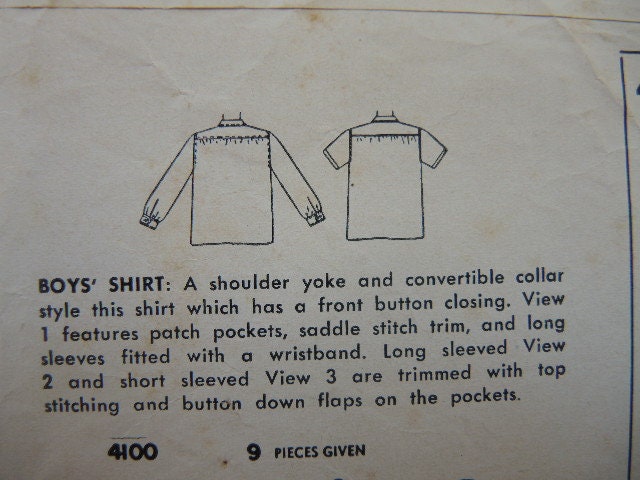 BOYS' SHIRT: A shoulder yoke and convertible collar
style this shirt which has a front button closing. View
1 features patch pockets, saddle stitch trim, and long
sleeves fitted with a wristband. Long sleeved View
2 and short sleeved View 3 are trimmed with top
stitching and button down flaps on the pockets.
4100 9 PIECES GIVEN